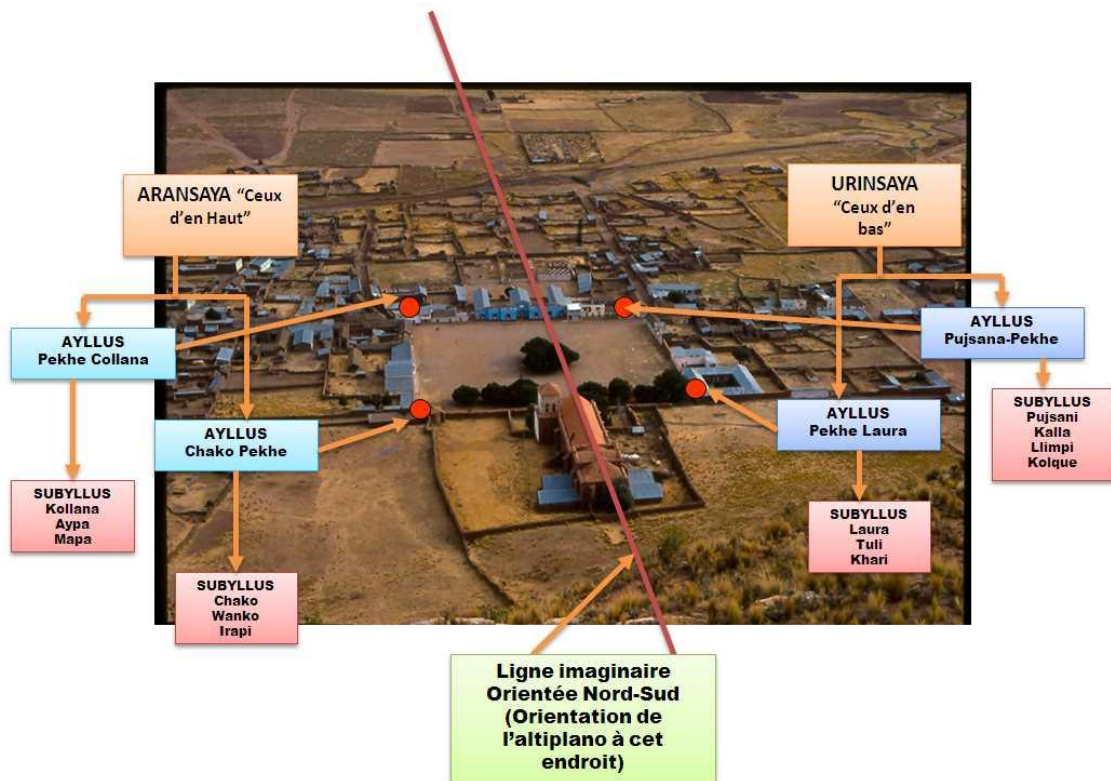 ARANSAYA “Ceux
d’en Haut”
URINSAYA
“Ceux d’en
bas”
AYLLUS
Pekhe Collana
AYLLUS
Pujsana-Pekhe
AYLLUS
Chako Pekhe
AYLLUS
Pekhe Laura
SUBYLLUS
Pujsani
Kalla
Llimpi
Kolque
SUBYLLUS
Kollana
Aypa
Mapa
SUBYLLUS
Laura
Tuli
Khari
SUBYLLUS
Chako
Wanko
Irapi
Ligne imaginaire
Orientée Nord-Sud
(Orientation de
l’altiplano à cet
endroit)